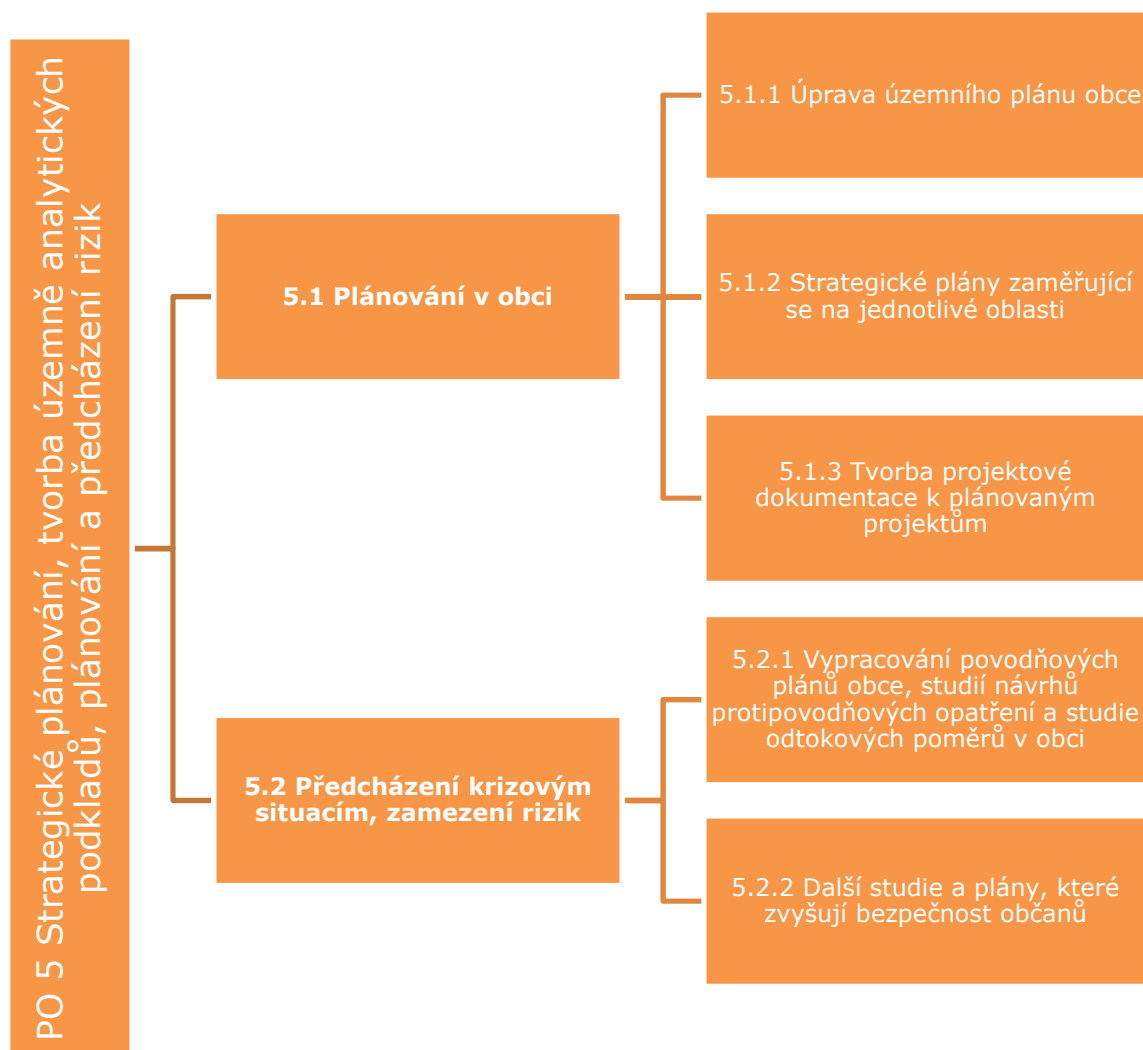 PO 5 Strategické plánování, tvorba územně analytických
podkladů, plánování a předcházení rizik
5.1 Plánování v obci
5.1.1 Úprava územního plánu obce
5.1.2 Strategické plány zaměřující
se na jednotlivé oblasti
5.1.3 Tvorba projektové
dokumentace k plánovaným
projektům
5.2 Předcházení krizovým
situacím, zamezení rizik
5.2.1 Vypracování povodňových
plánů obce, studií návrhů
protipovodňových opatření a studie
odtokových poměrů v obci
5.2.2 Další studie a plány, které
zvyšují bezpečnost občanů